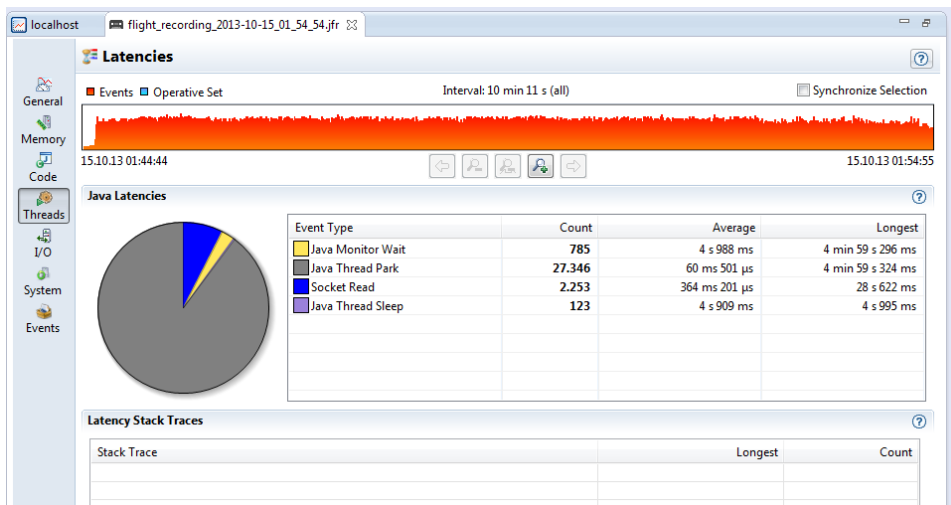 localhost flight_recording_2013-10-15_01_54_54.jfr
Latencies
General
Memory
Code
Threads
I/O
System
Events
Events Operative Set Interval: 10 min 11 s (all) Synchronize Selection
15.10.13 01:44:44 15.10.13 01:54:55
Java Latencies
Event Type Count Average Longest
Java Monitor Wait 785 4 s 988 ms 4 min 59 s 296 ms
Java Thread Park 27.346 60 ms 501 µs 4 min 59 s 324 ms
Socket Read 2.253 364 ms 201 µs 28 s 622 ms
Java Thread Sleep 123 4 s 909 ms 4 s 995 ms
Latency Stack Traces
Stack Trace Longest Count